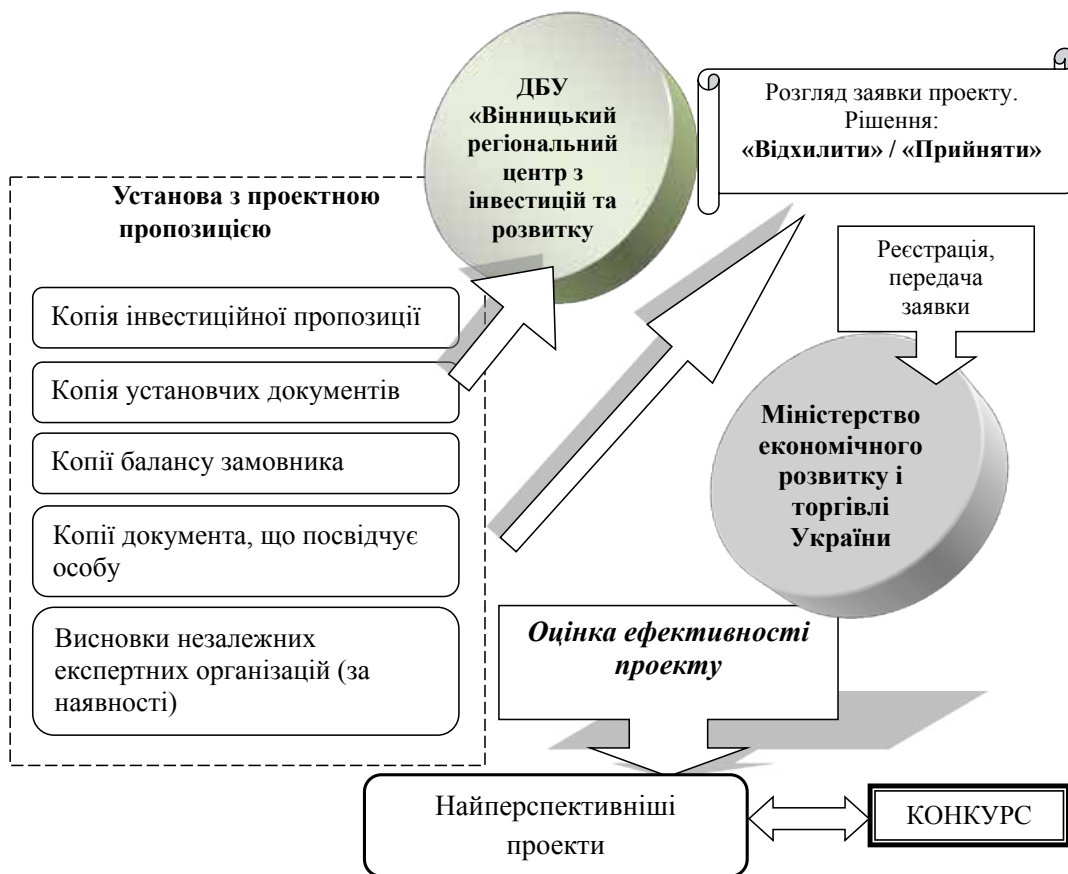 ДБУ
«Вінницький
регіональний
центр з
інвестицій та
розвитку
Розгляд заявки проекту.
Рішення:
«Відхилити» / «Прийняти»
Установа з проектною
пропозицією
Копія інвестиційної пропозиції
Копія установчих документів
Копії балансу замовника
Копії документа, що посвідчує
особу
Висновки незалежних
експертних організацій (за
наявності)
Реєстрація,
передача
заявки
Міністерство
економічного
розвитку і
торгівлі
України
Оцінка ефективності
проекту
Найперспективніші
проекти
КОНКУРС